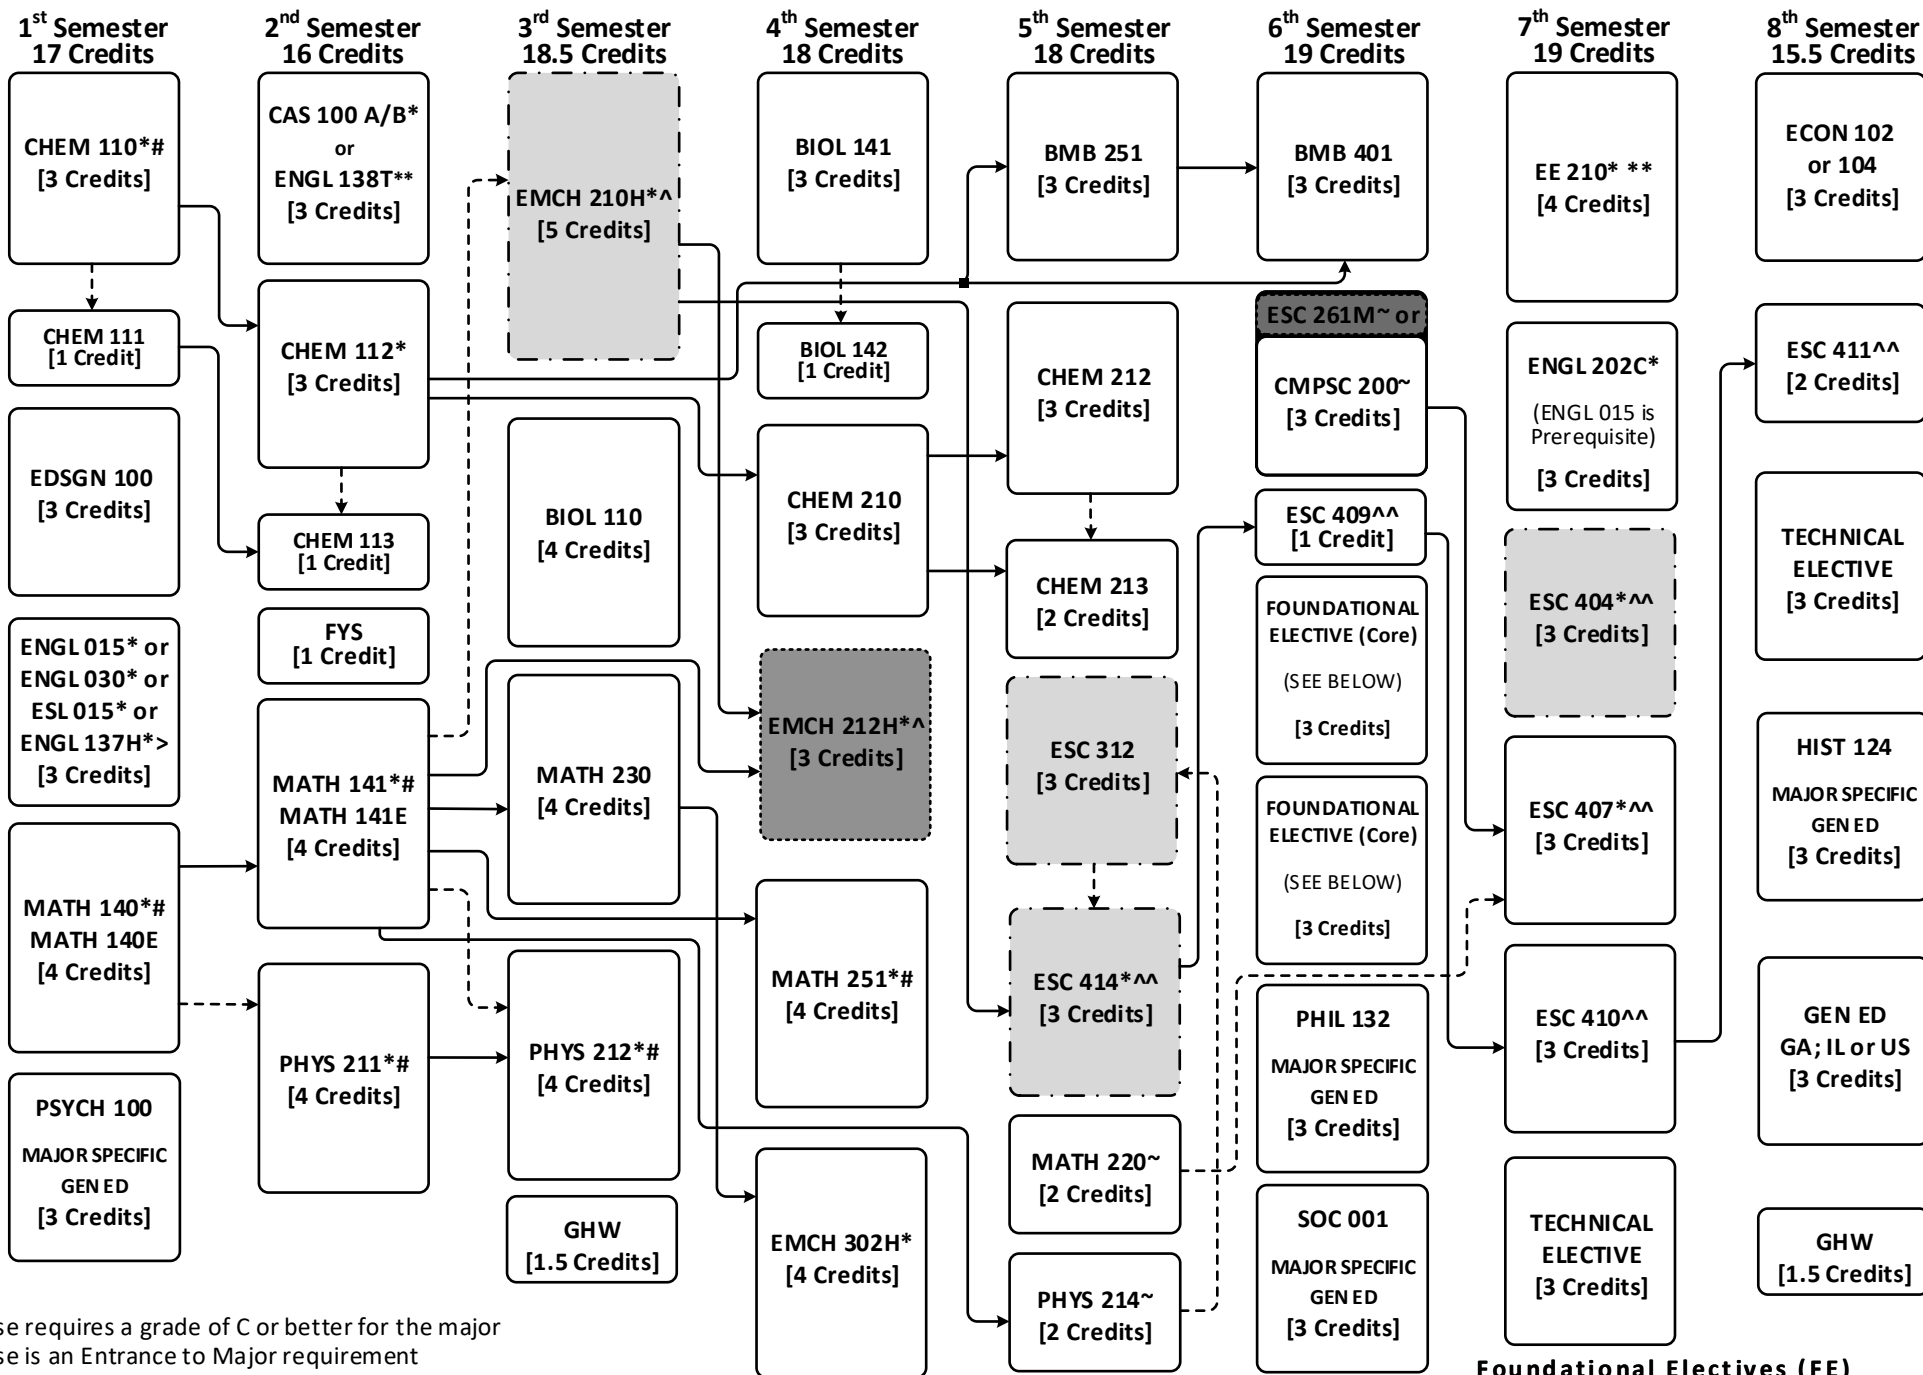 1st Semester
17 Credits
CHEM 110*#
[3 Credits]
CHEM 111
[1 Credit]
EDSGN 100
[3 Credits]
ENGL 015* or
ENGL 030* or
ESL 015* or
ENGL 137H*>
[3 Credits]
MATH 140*#
MATH 140E
[4 Credits]
PSYCH 100
MAJOR SPECIFIC
GEN ED
[3 Credits]
2nd Semester
16 Credits
CAS 100 A/B*
or
ENGL 138T**
[3 Credits]
CHEM 112*
[3 Credits]
CHEM 113
[1 Credit]
FYS
[1 Credit]
MATH 141*#
MATH 141E
[4 Credits]
PHYS 211*#
[4 Credits]
3rd Semester
18.5 Credits
EMCH 210H*^
[5 Credits]
BIOL 110
[4 Credits]
MATH 230
[4 Credits]
PHYS 212*#
[4 Credits]
GHW
[1.5 Credits]
4th Semester
18 Credits
BIOL 141
[3 Credits]
BIOL 142
[1 Credit]
CHEM 210
[3 Credits]
EMCH 212H*^
[3 Credits]
MATH 251*#
[4 Credits]
EMCH 302H*
[4 Credits]
5th Semester
18 Credits
BMB 251
[3 Credits]
CHEM 212
[3 Credits]
CHEM 213
[2 Credits]
ESC 312
[3 Credits]
ESC 414*^^
[3 Credits]
MATH 220~
[2 Credits]
PHYS 214~
[2 Credits]
6th Semester
19 Credits
BMB 401
[3 Credits]
ESC 261M~ or
CMPSC 200~
[3 Credits]
ESC 409^^
[1 Credit]
FOUNDATIONAL
ELECTIVE (Core)
(SEE BELOW)
[3 Credits]
FOUNDATIONAL
ELECTIVE (Core)
(SEE BELOW)
[3 Credits]
PHIL 132
MAJOR SPECIFIC
GEN ED
[3 Credits]
SOC 001
MAJOR SPECIFIC
GEN ED
[3 Credits]
7th Semester
19 Credits
EE 210* **
[4 Credits]
ENGL 202C*
(ENGL 015 is
Prerequisite)
[3 Credits]
ESC 404*^^
[3 Credits]
ESC 407*^^
[3 Credits]
ESC 410^^
[3 Credits]
TECHNICAL
ELECTIVE
[3 Credits]
8th Semester
15.5 Credits
ECON 102
or 104
[3 Credits]
ESC 411^^
[2 Credits]
TECHNICAL
ELECTIVE
[3 Credits]
HIST 124
MAJOR SPECIFIC
GEN ED
[3 Credits]
GEN ED
GA; IL or US
[3 Credits]
GHW
[1.5 Credits]
se requires a grade of C or better for the major
se is an Entrance to Major requirement
Foundational Electives (FE)